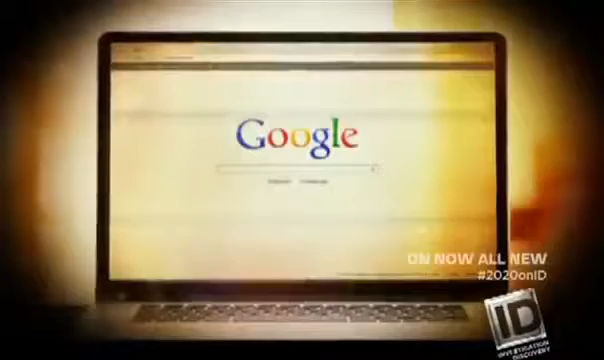 Google
ON NOW ALL NEW
#2020onID
ID
INVESTIGATION
DISCOVERY